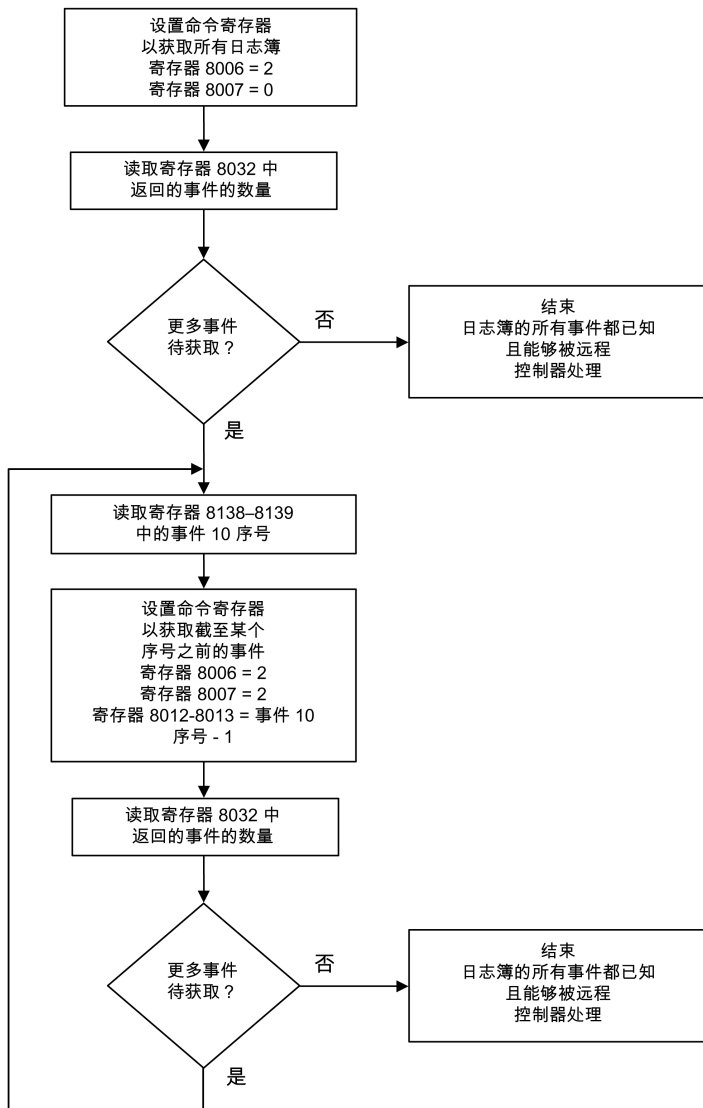 设置命令寄存器
以获取所有日志簿
寄存器 8006 = 2
寄存器 8007 = 0
读取寄存器 8032 中
返回的事件的数量
更多事件
待获取？
否
结束
日志簿的所有事件都已知
且能够被远程
控制器处理
是
读取寄存器 8138–8139
中的事件 10 序号
设置命令寄存器
以获取截至某个
序号之前的事件
寄存器 8006 = 2
寄存器 8007 = 2
寄存器 8012-8013 = 事件 10
序号 - 1
读取寄存器 8032 中
返回的事件的数量
更多事件
待获取？
否
结束
日志簿的所有事件都已知
且能够被远程
控制器处理
是